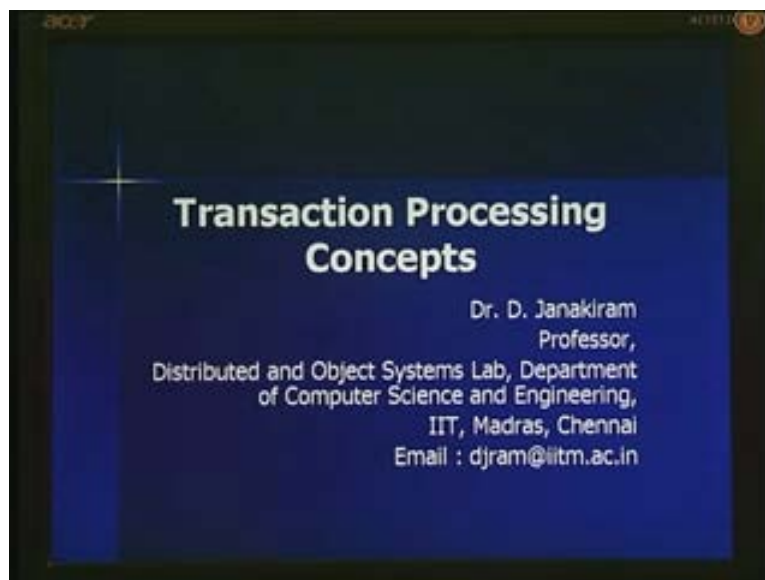 acer
Transaction Processing
Concepts
Dr. D. Janakiram
Professor,
Distributed and Object Systems Lab, Department
of Computer Science and Engineering,
IIT, Madras, Chennai
Email : djram@iitm.ac.in